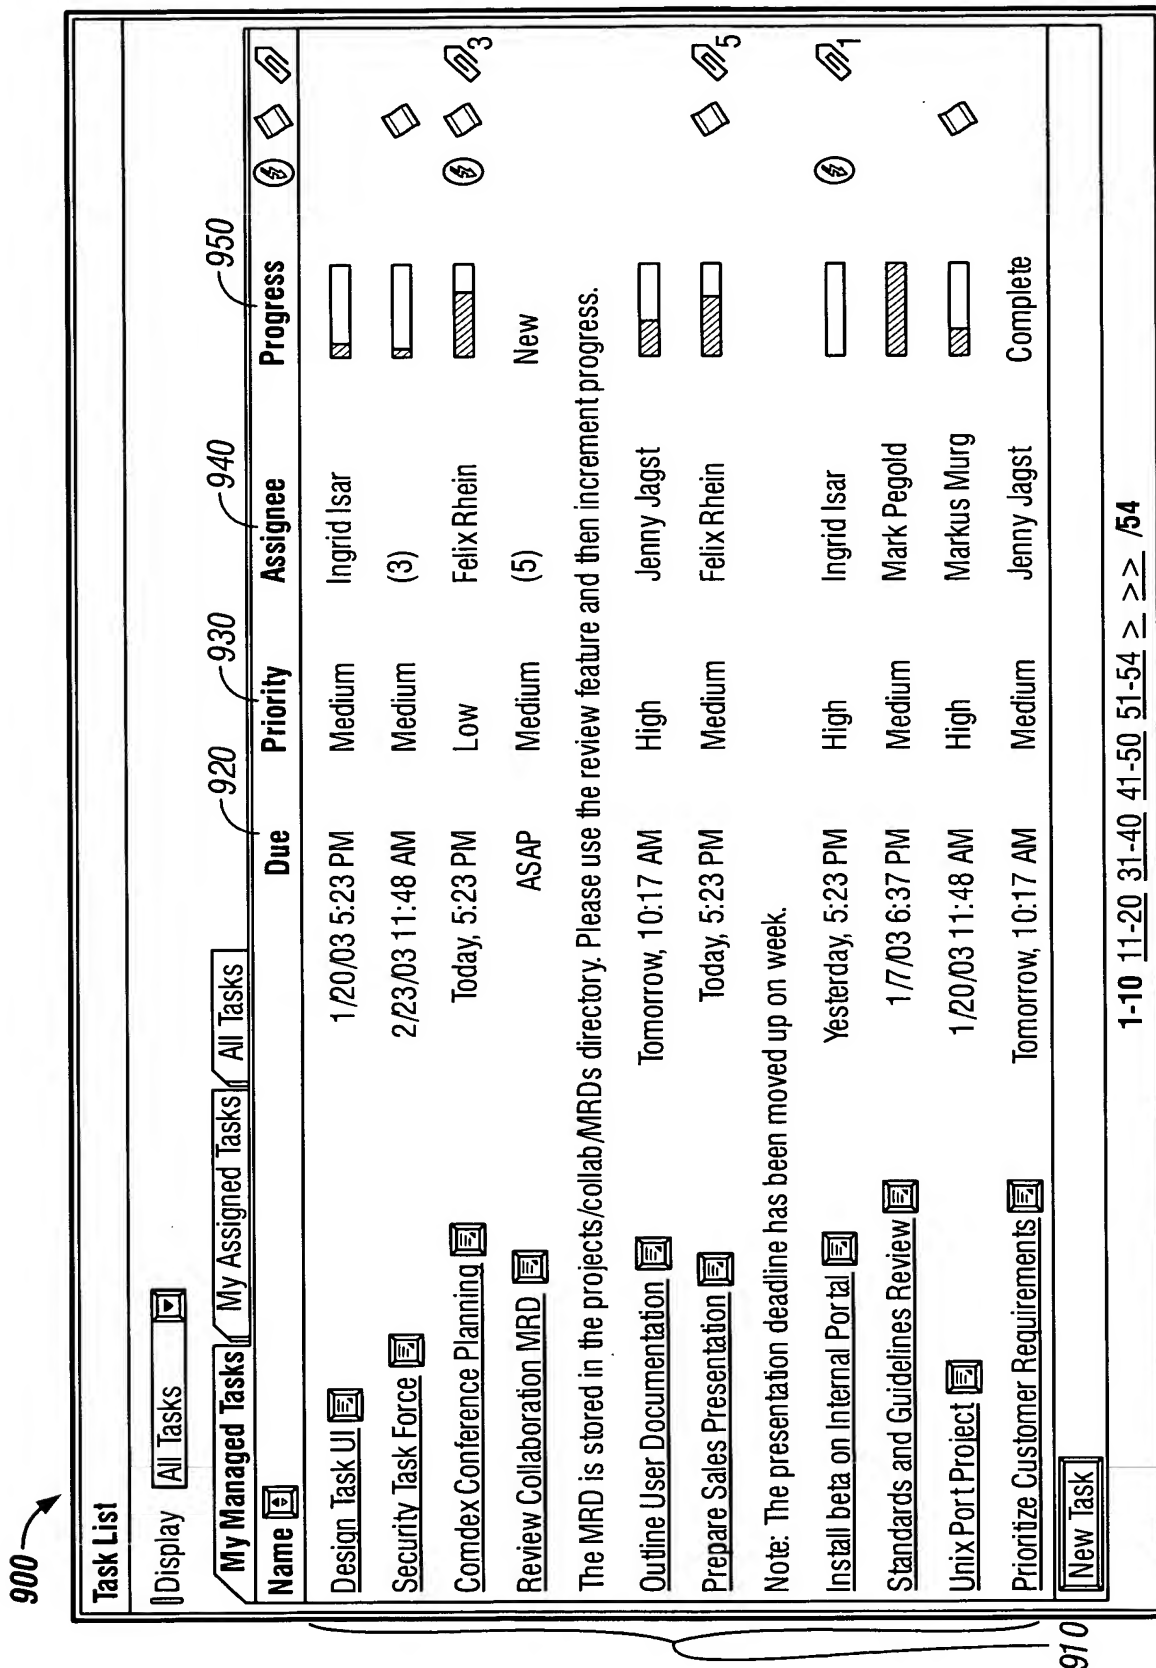 900
Task List
Display All Tasks
My Managed Tasks My Assigned Tasks All Tasks
920 930 940 950
Name Due Priority Assignee Progress
Design Task UI 1/20/03 5:23 PM Medium Ingrid Isar
Security Task Force 2/23/03 11:48 AM Medium (3)
Comdex Conference Planning Today, 5:23 PM Low Felix Rhein 3
Review Collaboration MRD ASAP Medium (5) New
The MRD is stored in the projects/collab/MRDs directory. Please use the review feature and then increment progress.
Outline User Documentation Tomorrow, 10:17 AM High Jenny Jagst
Prepare Sales Presentation Today, 5:23 PM Medium Felix Rhein 5
Note: The presentation deadline has been moved up on week.
Install beta on Internal Portal Yesterday, 5:23 PM High Ingrid Isar 1
Standards and Guidelines Review 1/7/03 6:37 PM Medium Mark Pegold
Unix Port Project 1/20/03 11:48 AM High Markus Murg
Prioritize Customer Requirements Tomorrow, 10:17 AM Medium Jenny Jagst Complete
910
New Task
1-10 11-20 31-40 41-50 51-54 > >> /54